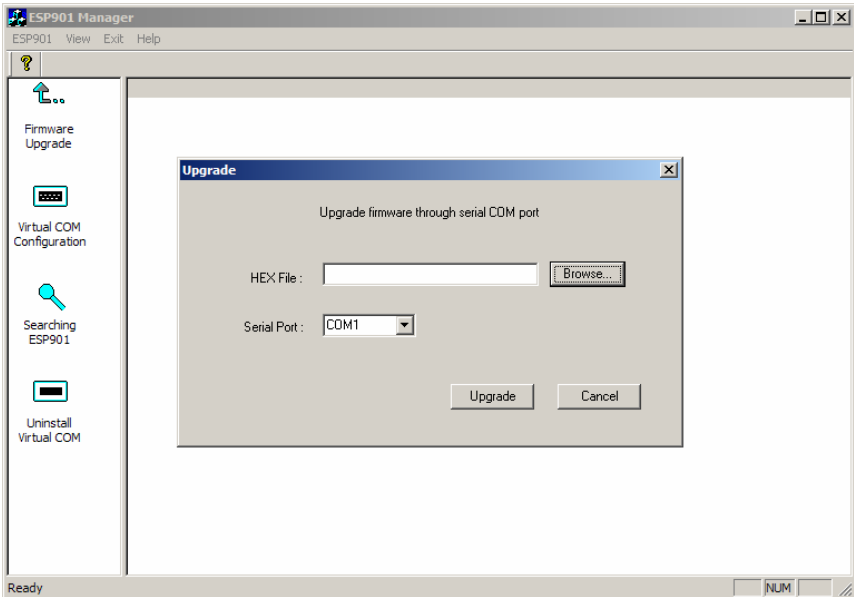 ESP901 Manager
ESP901 View Exit Help
Firmware
Upgrade
Virtual COM
Configuration
Searching
ESP901
Uninstall
Virtual COM
Upgrade
Upgrade firmware through serial COM port
HEX File :
Browse...
Serial Port :
COM1
Upgrade
Cancel
Ready
NUM